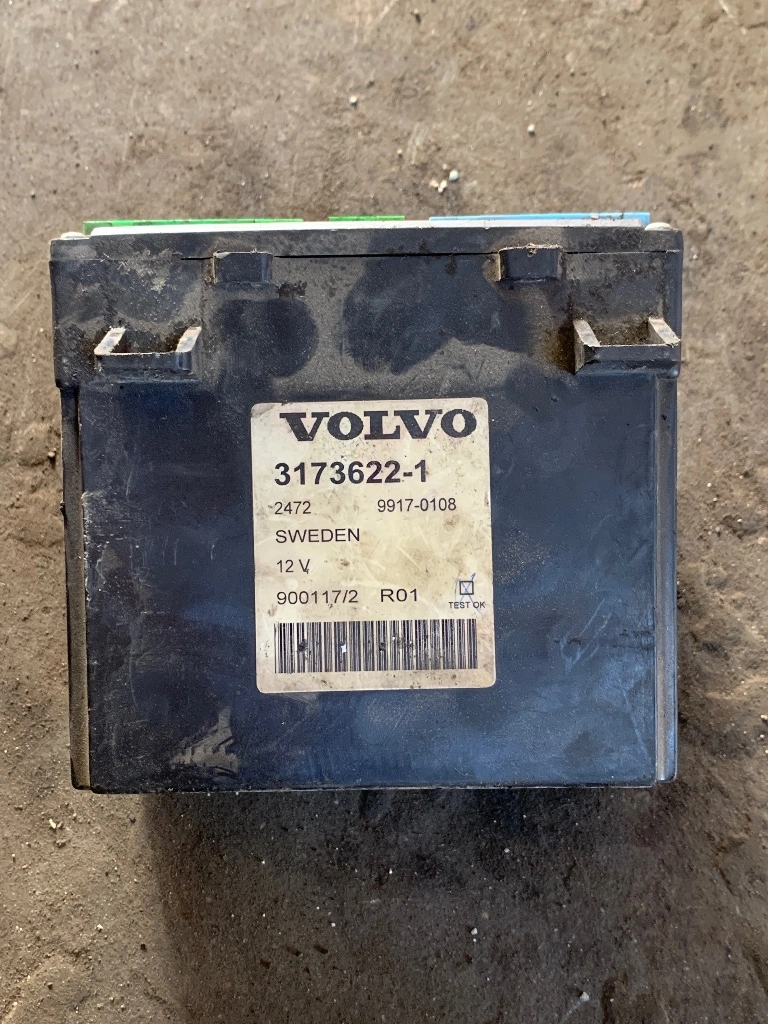 VOLVO
3173622-1
2472 9917-0108
SWEDEN
12 V
900117/2 R01
TEST OK